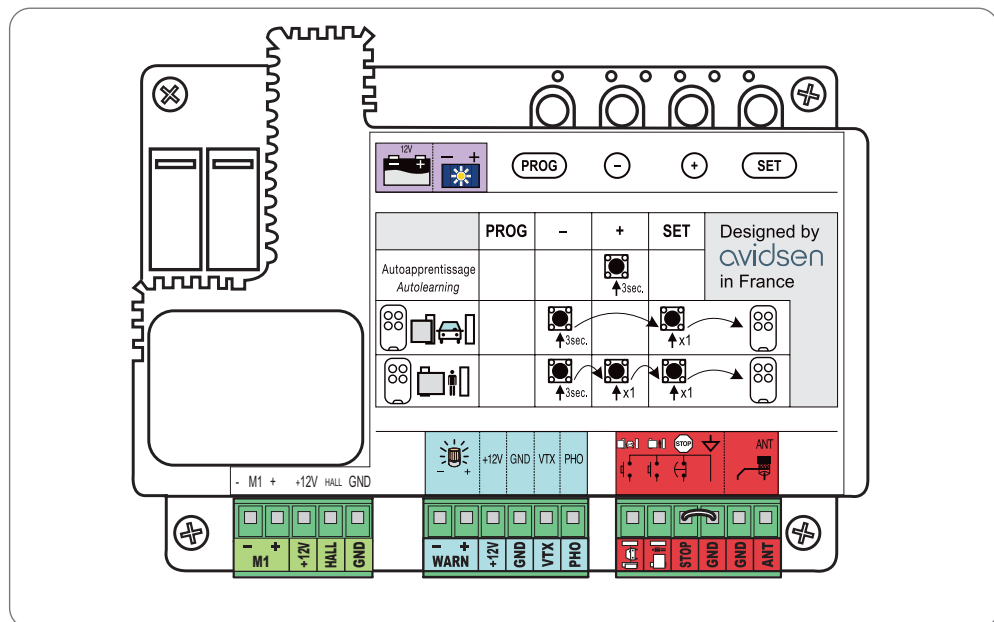 12V
- +
- +
PROG - + SET
PROG - + SET
Designed by
avidsen
in France
Autoapprentissage
Autolearning
3sec.
3sec.
x1
3sec.
x1
x1
- +
+12V GND VTX PHO
STOP
ANT
- M1 + +12V HALL GND
- +
M1
+12V
HALL
GND
- +
WARN
+12V
GND
VTX
PHO
STOP
GND
GND
ANT